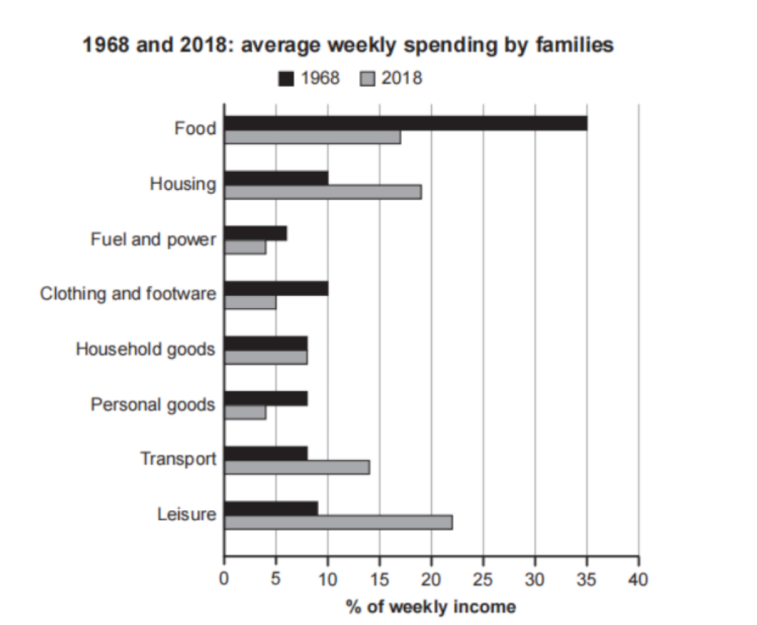 1968 and 2018: average weekly spending by families
1968 2018
Food
Housing
Fuel and power
Clothing and footware
Household goods
Personal goods
Transport
Leisure
0 5 10 15 20 25 30 35 40
% of weekly income